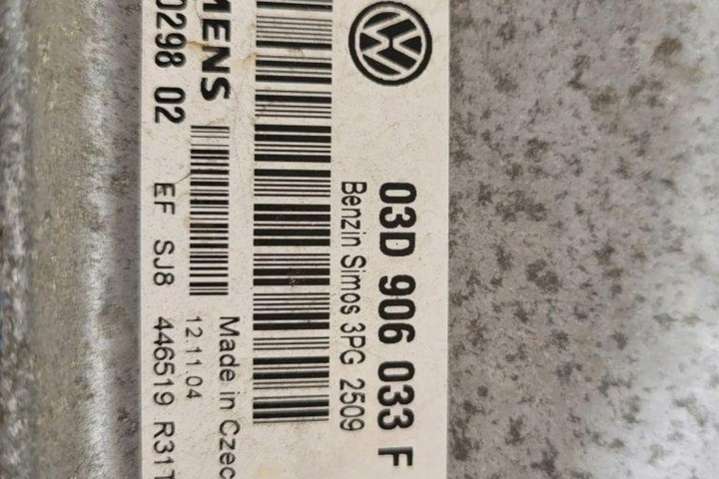 03D 906 033 F
Benzin Simos 3PG 2509
Made in Czec
12.11.04
MENS
0298 02 EF SJ8 446519 R31T